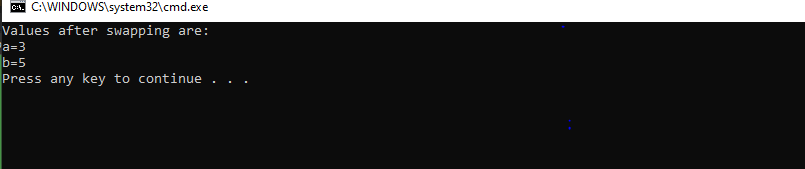 C:\WINDOWS\system32\cmd.exe
Values after swapping are:
a=3
b=5
Press any key to continue . . .